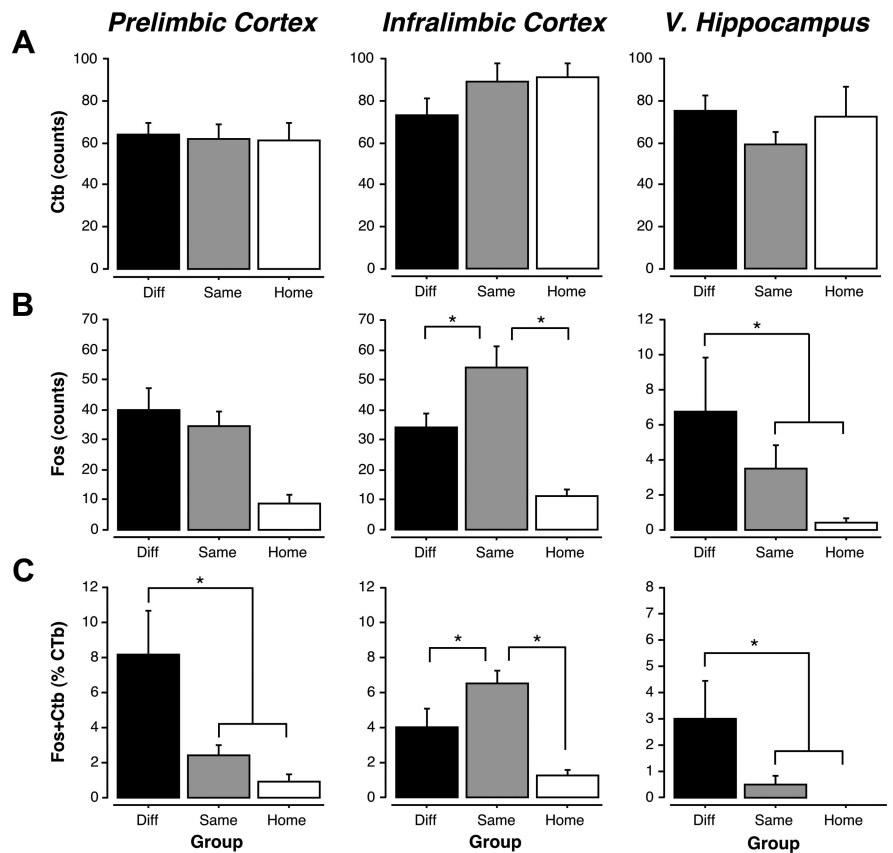 Prelimbic Cortex Infralimbic Cortex V. Hippocampus
A
Ctb (counts)
100 80 60 40 20 0
Diff Same Home
100 80 60 40 20 0
Diff Same Home
100 80 60 40 20 0
Diff Same Home
B
Fos (counts)
70 60 50 40 30 20 10 0
Diff Same Home
70 60 50 40 30 20 10 0
* *
Diff Same Home
12 10 8 6 4 2 0
*
Diff Same Home
C
Fos+Ctb (% CTb)
12 10 8 6 4 2 0
*
Diff Same Home
Group
12 10 8 6 4 2 0
* *
Diff Same Home
Group
8 7 6 5 4 3 2 1 0
*
Diff Same Home
Group